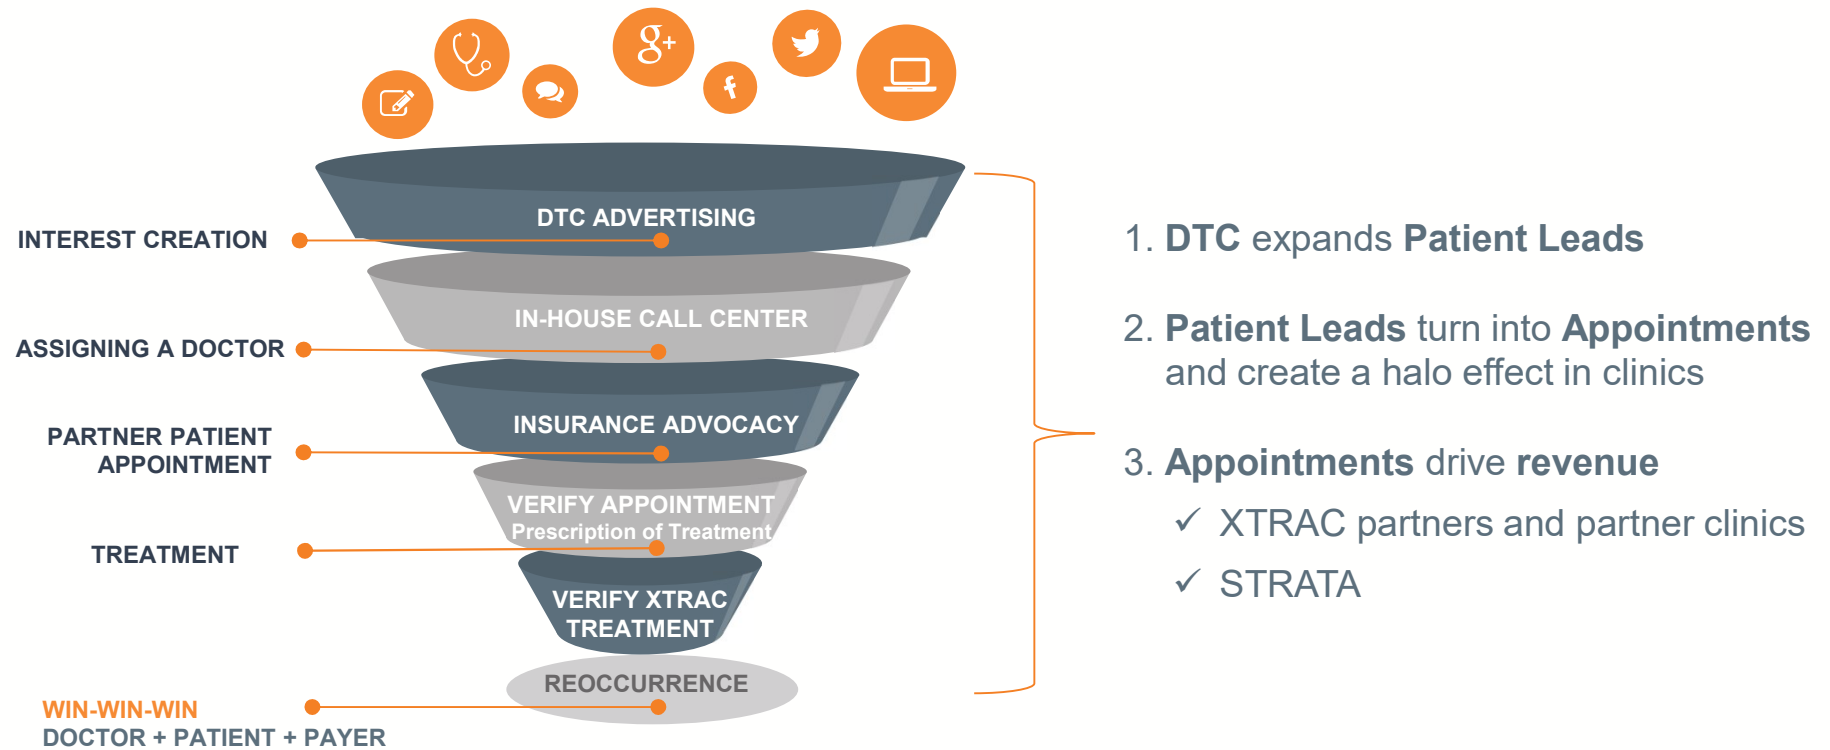 g+
f
DTC ADVERTISING
INTEREST CREATION
IN-HOUSE CALL CENTER
ASSIGNING A DOCTOR
INSURANCE ADVOCACY
PARTNER PATIENT
APPOINTMENT
VERIFY APPOINTMENT
Prescription of Treatment
TREATMENT
VERIFY XTRAC
TREATMENT
REOCCURRENCE
WIN-WIN-WIN
DOCTOR + PATIENT + PAYER
1. DTC expands Patient Leads
2. Patient Leads turn into Appointments
and create a halo effect in clinics
3. Appointments drive revenue
✓ XTRAC partners and partner clinics
✓ STRATA